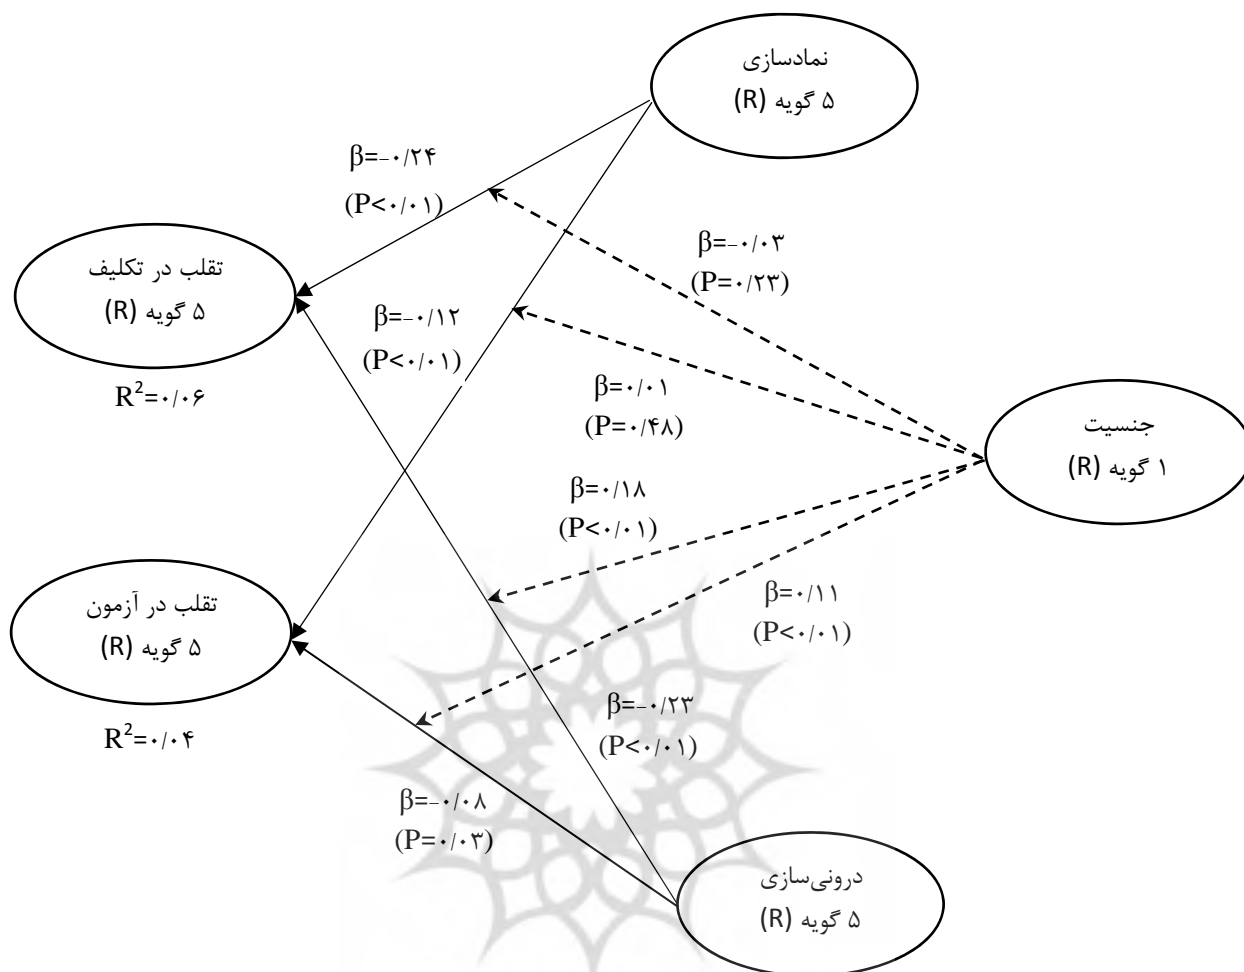 نمادسازی
۵ گویه (R)
β=-۰/۲۴
(P<۰/۰۱)
β=-۰/۰۳
(P=۰/۲۳)
تقلب در تکلیف
۵ گویه (R)
R²=۰/۰۶
β=-۰/۱۲
(P<۰/۰۱)
β=۰/۰۱
(P=۰/۴۸)
جنسیت
۱ گویه (R)
β=۰/۱۸
(P<۰/۰۱)
β=۰/۱۱
(P<۰/۰۱)
تقلب در آزمون
۵ گویه (R)
R²=۰/۰۴
β=-۰/۲۳
(P<۰/۰۱)
β=-۰/۰۸
(P=۰/۰۳)
درونی‌سازی
۵ گویه (R)